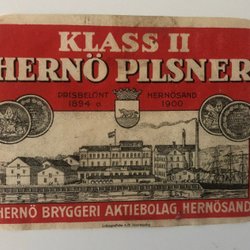 KLASS II
HERNÖ PILSNER
PRISBELÖNT HERNÖSAND
1894 o 1900
HERNÖ BRYGGERI AKTIEBOLAG, HERNÖSAND